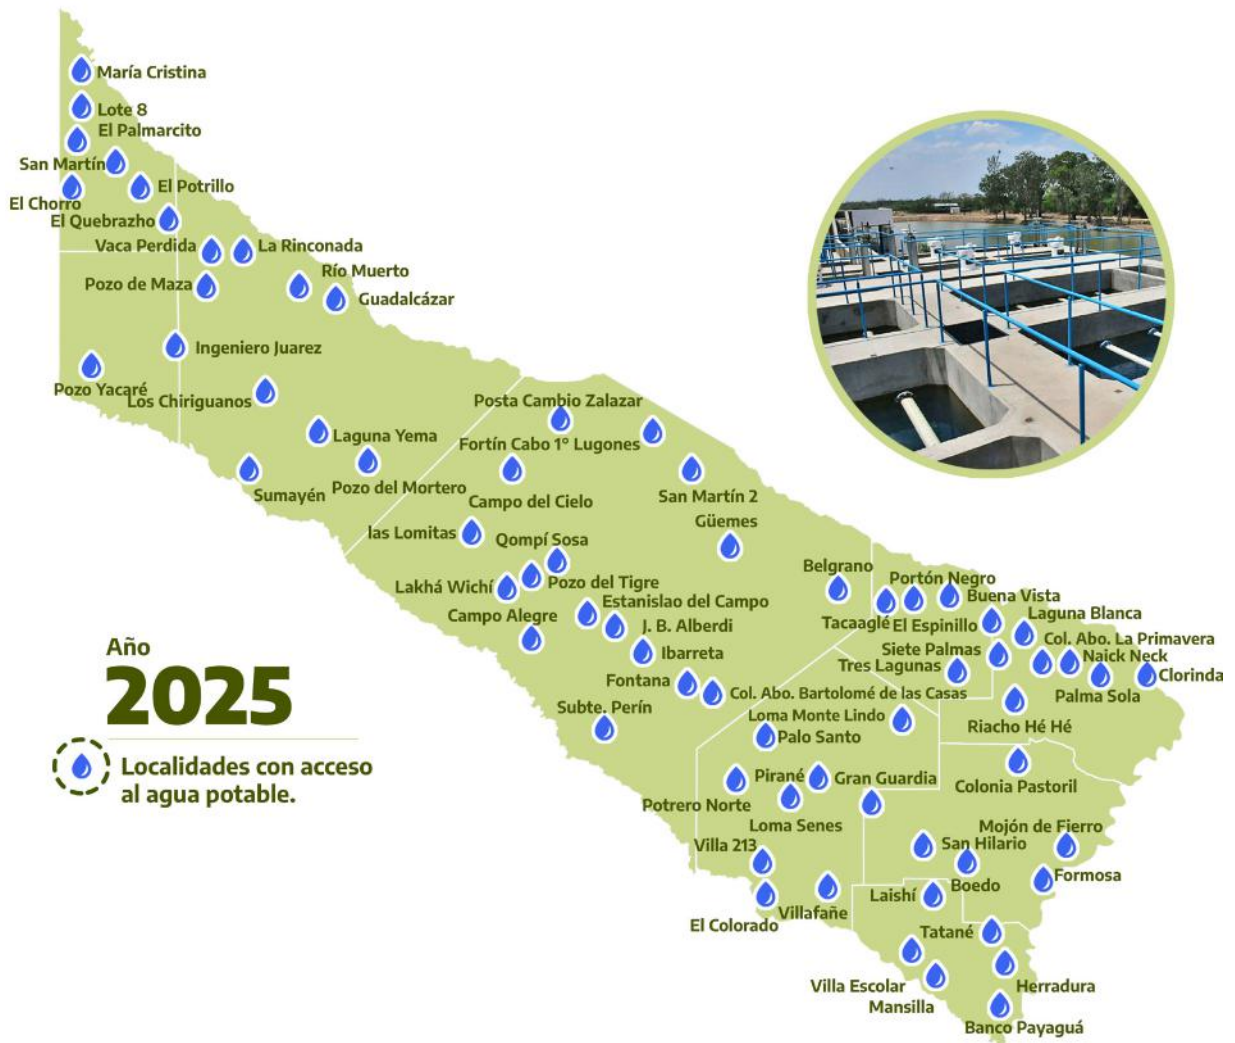 María Cristina
Lote 8
El Palmarcito
San Martín
El Potrillo
El Chorro
El Quebrazho
Vaca Perdida
La Rinconada
Río Muerto
Pozo de Maza
Guadalcázar
Ingeniero Juarez
Pozo Yacaré
Los Chiriguanos
Posta Cambio Zalazar
Laguna Yema
Fortín Cabo 1° Lugones
Pozo del Mortero
Sumayén
Campo del Cielo
San Martín 2
Güemes
las Lomitas
Qompí Sosa
Belgrano
Portón Negro
Lakhá Wichí
Pozo del Tigre
Buena Vista
Estanislao del Campo
Laguna Blanca
Campo Alegre
Tacaaglé
El Espinillo
J. B. Alberdi
Col. Abo. La Primavera
Siete Palmas
Ibarreta
Naick Neck
Tres Lagunas
Clorinda
Fontana
Col. Abo. Bartolomé de las Casas
Palma Sola
Subte. Perín
Loma Monte Lindo
Riacho Hé Hé
Palo Santo
Pirané
Gran Guardia
Colonia Pastoril
Potrero Norte
Loma Senes
Mojón de Fierro
Villa 213
San Hilario
Formosa
Boedo
Laishí
Villafañe
El Colorado
Tatané
Villa Escolar
Herradura
Mansilla
Banco Payaguá
Año
2025
Localidades con acceso
al agua potable.